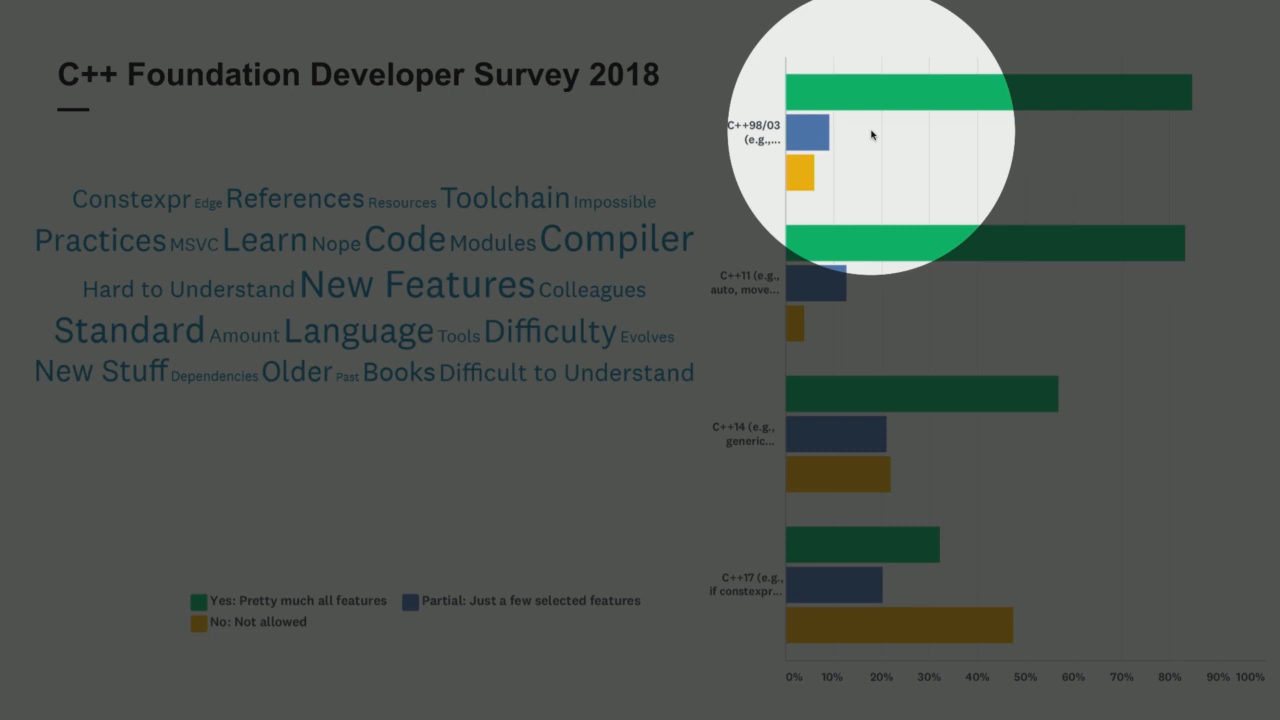 C++ Foundation Developer Survey 2018
Constexpr Edge References Resources Toolchain Impossible
Practices MSVC Learn Nope Code Modules Compiler
Hard to Understand New Features Colleagues
Standard Amount Language Tools Difficulty Evolves
New Stuff Dependencies Older Past Books Difficult to Understand
Yes: Pretty much all features Partial: Just a few selected features
No: Not allowed
C++98/03
(e.g.,...
C++11 (e.g.,
auto, move...
C++14 (e.g.,
generic...
C++17 (e.g.,
if constexpr...
0% 10% 20% 30% 40% 50% 60% 70% 80% 90% 100%